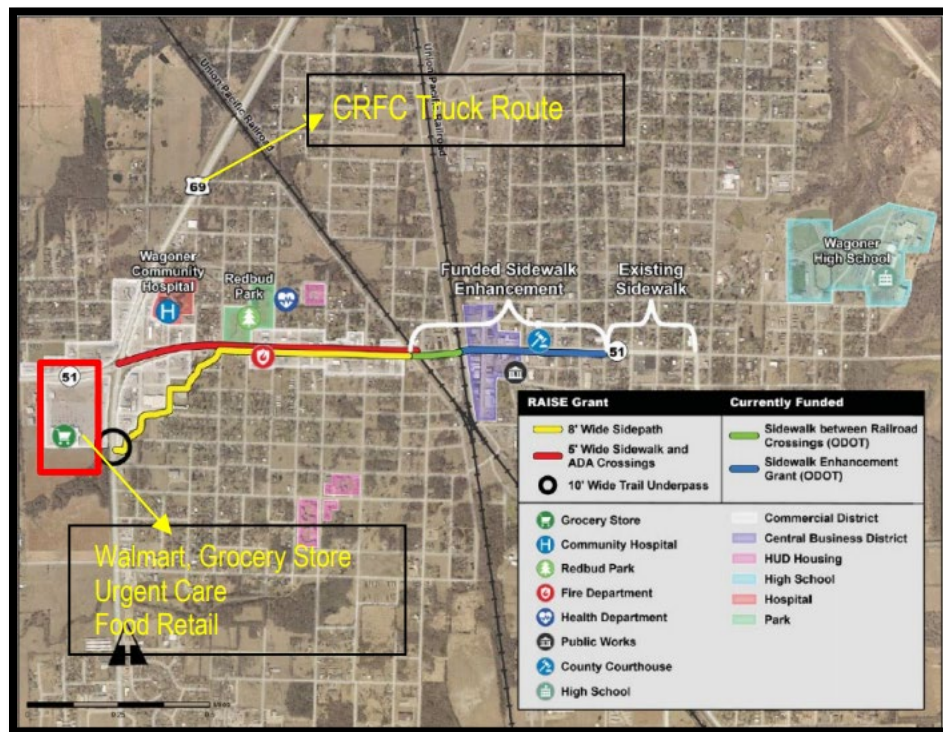 Union Pacific Railroad
Union Pacific Railroad
CRFC Truck Route
69
Wagoner
Community
Hospital
Redbud
Park
Funded Sidewalk
Enhancement
Existing
Sidewalk
Wagoner
High School
51
51
Walmart, Grocery Store
Urgent Care
Food Retail
0.25
RAISE Grant
8' Wide Sidepath
5' Wide Sidewalk and
ADA Crossings
10' Wide Trail Underpass
Currently Funded
Sidewalk between Railroad
Crossings (ODOT)
Sidewalk Enhancement
Grant (ODOT)
Grocery Store
Community Hospital
Redbud Park
Fire Department
Health Department
Public Works
County Courthouse
High School
Commercial District
Central Business District
HUD Housing
High School
Hospital
Park